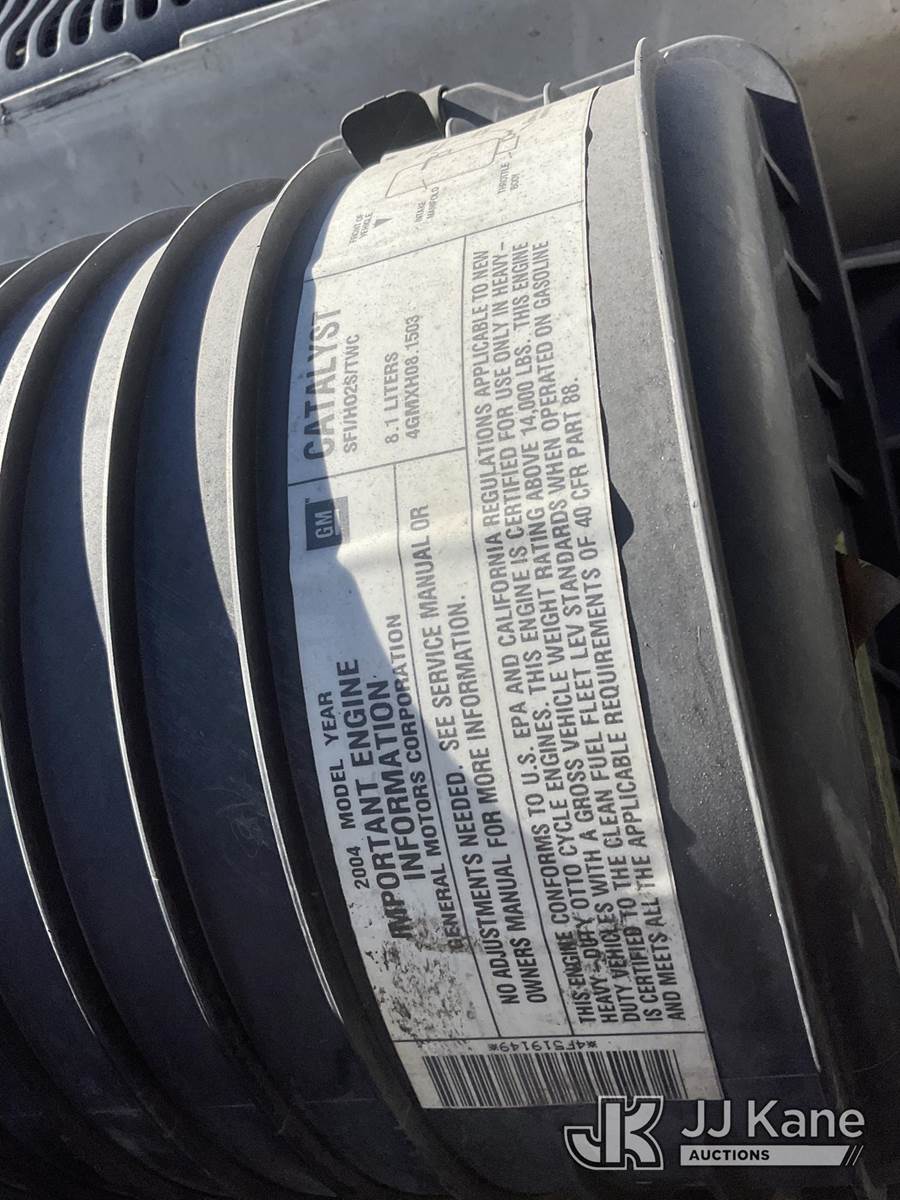 2004 MODEL YEAR
IMPORTANT ENGINE
INFORMATION
GENERAL MOTORS CORPORATION
GM
CATALYST
SFI/HO2S/TWC
8.1 LITERS
4GMXH08.1503
FRONT OF
VEHICLE
INTAKE
MANIFOLD
THROTTLE
BODY
NO ADJUSTMENTS NEEDED. SEE SERVICE MANUAL OR
OWNERS MANUAL FOR MORE INFORMATION.
THIS ENGINE CONFORMS TO U.S. EPA AND CALIFORNIA REGULATIONS APPLICABLE TO NEW
HEAVY-DUTY OTTO CYCLE ENGINES. THIS ENGINE IS CERTIFIED FOR USE ONLY IN HEAVY-
DUTY VEHICLES WITH A GROSS VEHICLE WEIGHT RATING ABOVE 14,000 LBS. THIS ENGINE
IS CERTIFIED TO THE CLEAN FUEL FLEET LEV STANDARDS WHEN OPERATED ON GASOLINE
AND MEETS ALL THE APPLICABLE REQUIREMENTS OF 40 CFR PART 88.
*4F519149*
JK JJ Kane
AUCTIONS